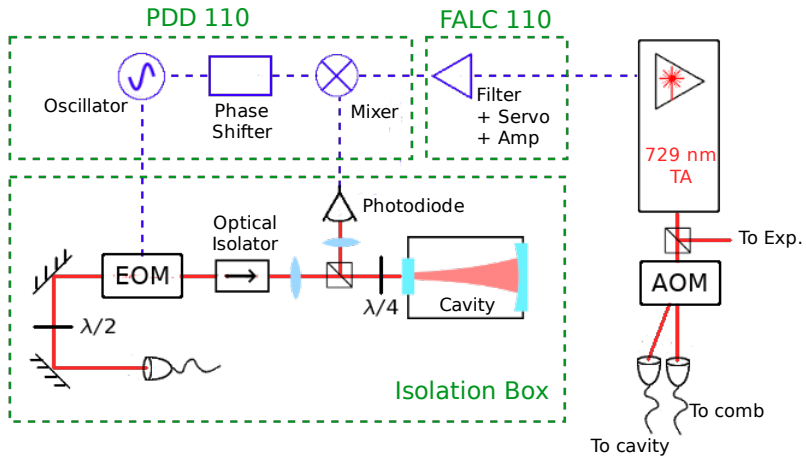 PDD 110
FALC 110
Oscillator
Phase
Shifter
Mixer
Filter
+ Servo
+ Amp
729 nm
TA
To Exp.
AOM
Photodiode
Optical
Isolator
EOM
λ/4
Cavity
λ/2
Isolation Box
To comb
To cavity